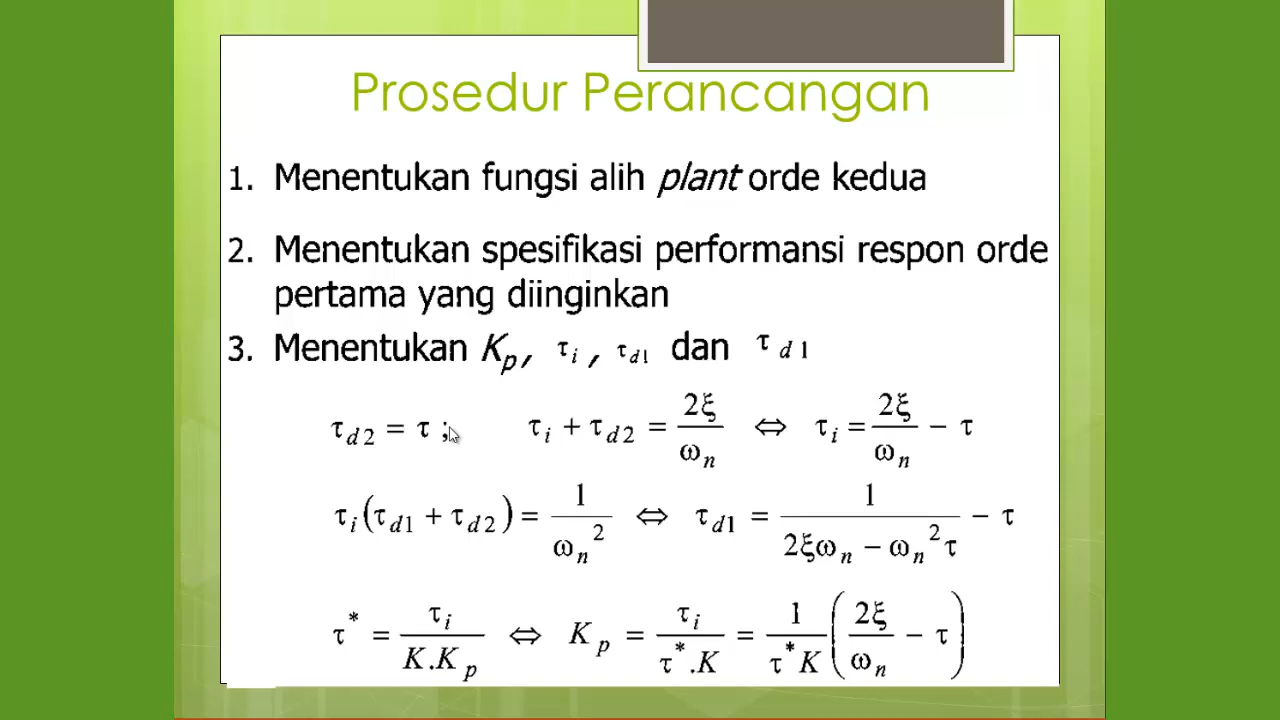 Prosedur Perancangan
1. Menentukan fungsi alih plant orde kedua
2. Menentukan spesifikasi performansi respon orde
pertama yang diinginkan
3. Menentukan Kp, τi , τd1 dan τd1
τd2 = τ ; τi + τd2 = 2ξ/ωn ⇔ τi = 2ξ/ωn − τ
τi(τd1 + τd2) = 1/ωn² ⇔ τd1 = 1/(2ξωn − ωn²τ) − τ
τ* = τi/(K.Kp) ⇔ Kp = τi/(τ*.K) = 1/(τ*K) (2ξ/ωn − τ)